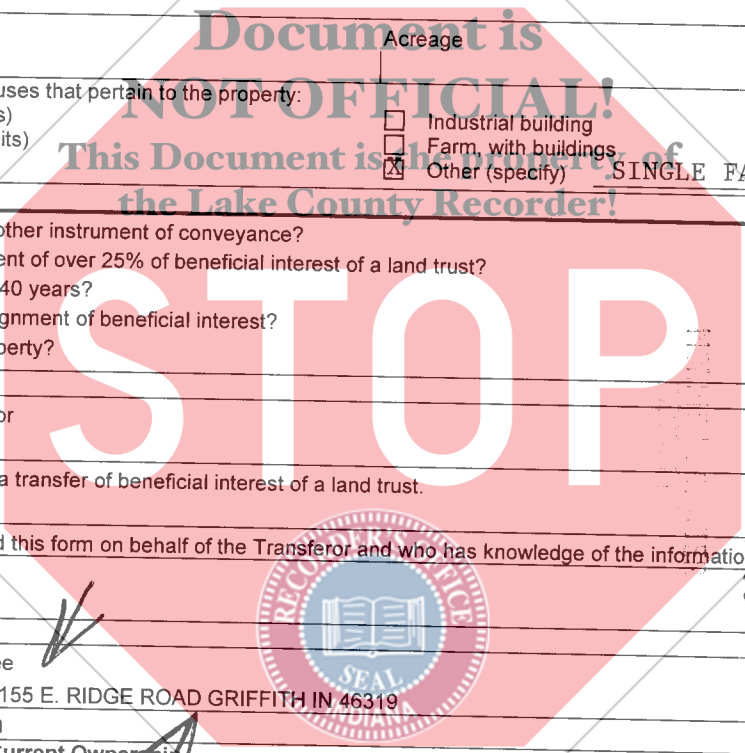 Document is
Acreage
uses that pertain to the property:
NOT OFFICIAL!
s)
Industrial building
its)
Farm, with buildings
This Document is the property of
X Other (specify) SINGLE FA
the Lake County Recorder!
other instrument of conveyance?
ent of over 25% of beneficial interest of a land trust?
40 years?
gnment of beneficial interest?
perty?
STOP
or
a transfer of beneficial interest of a land trust.
d this form on behalf of the Transferor and who has knowledge of the informatio
RECORDER'S OFFICE
SEAL
INDIANA
ee
155 E. RIDGE ROAD GRIFFITH IN 46319
n
Current Ownership